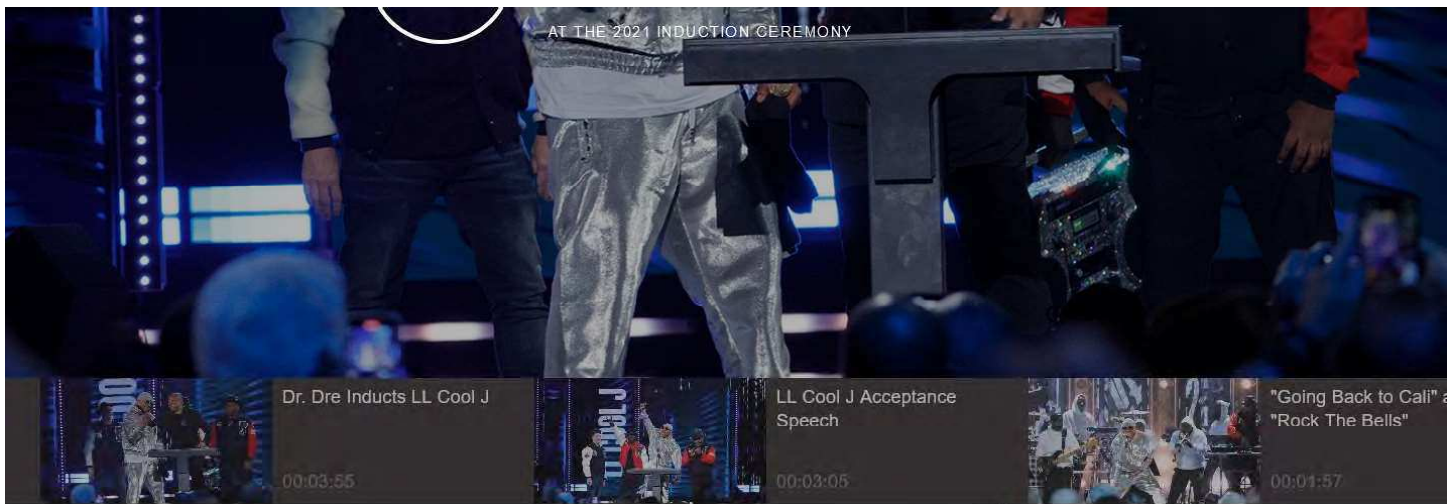 AT THE 2021 INDUCTION CEREMONY
Dr. Dre Inducts LL Cool J
00:03:55
LL Cool J Acceptance
Speech
00:03:05
"Going Back to Cali" a
"Rock The Bells"
00:01:57